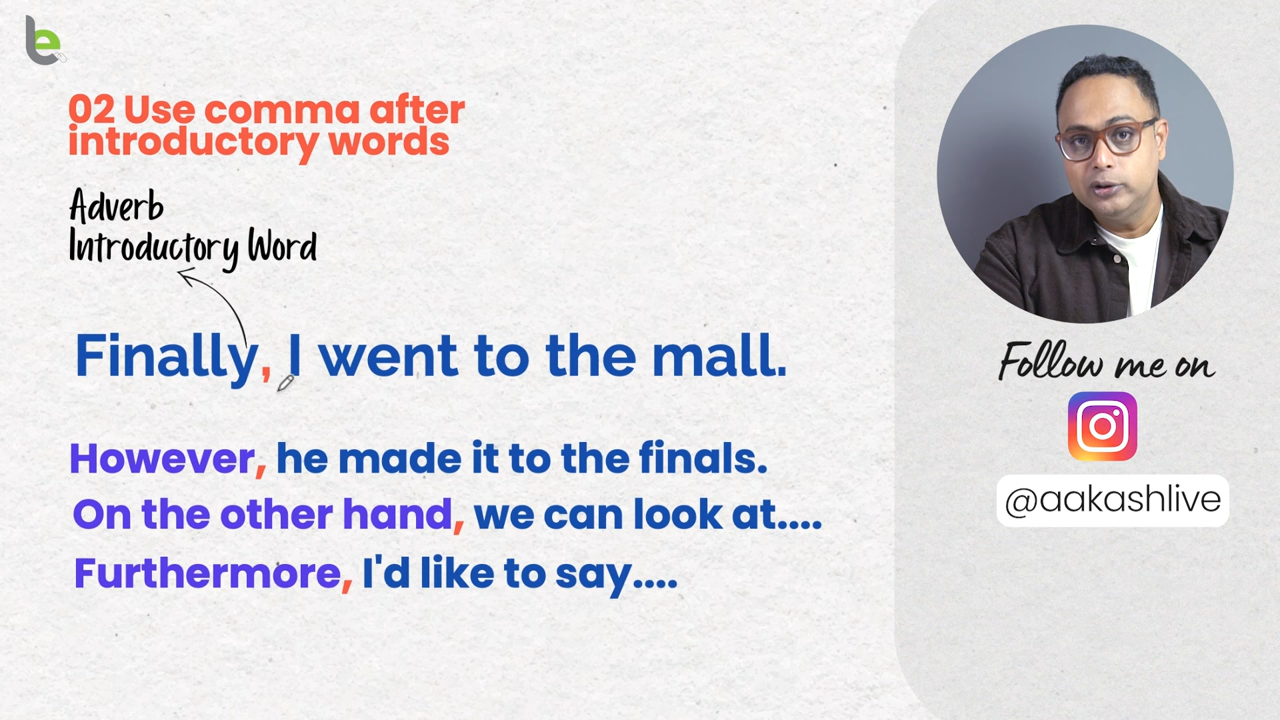 02 Use comma after
introductory words
Adverb
Introductory Word
Finally, I went to the mall.
However, he made it to the finals.
On the other hand, we can look at....
Furthermore, I'd like to say....
Follow me on
@aakashlive